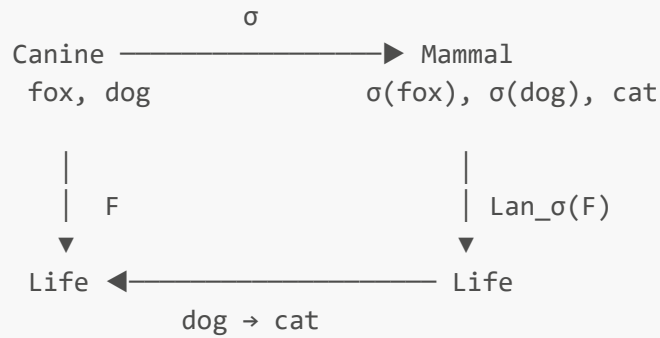 σ
Canine Mammal
fox, dog σ(fox), σ(dog), cat
F Lan_σ(F)
Life Life
dog → cat